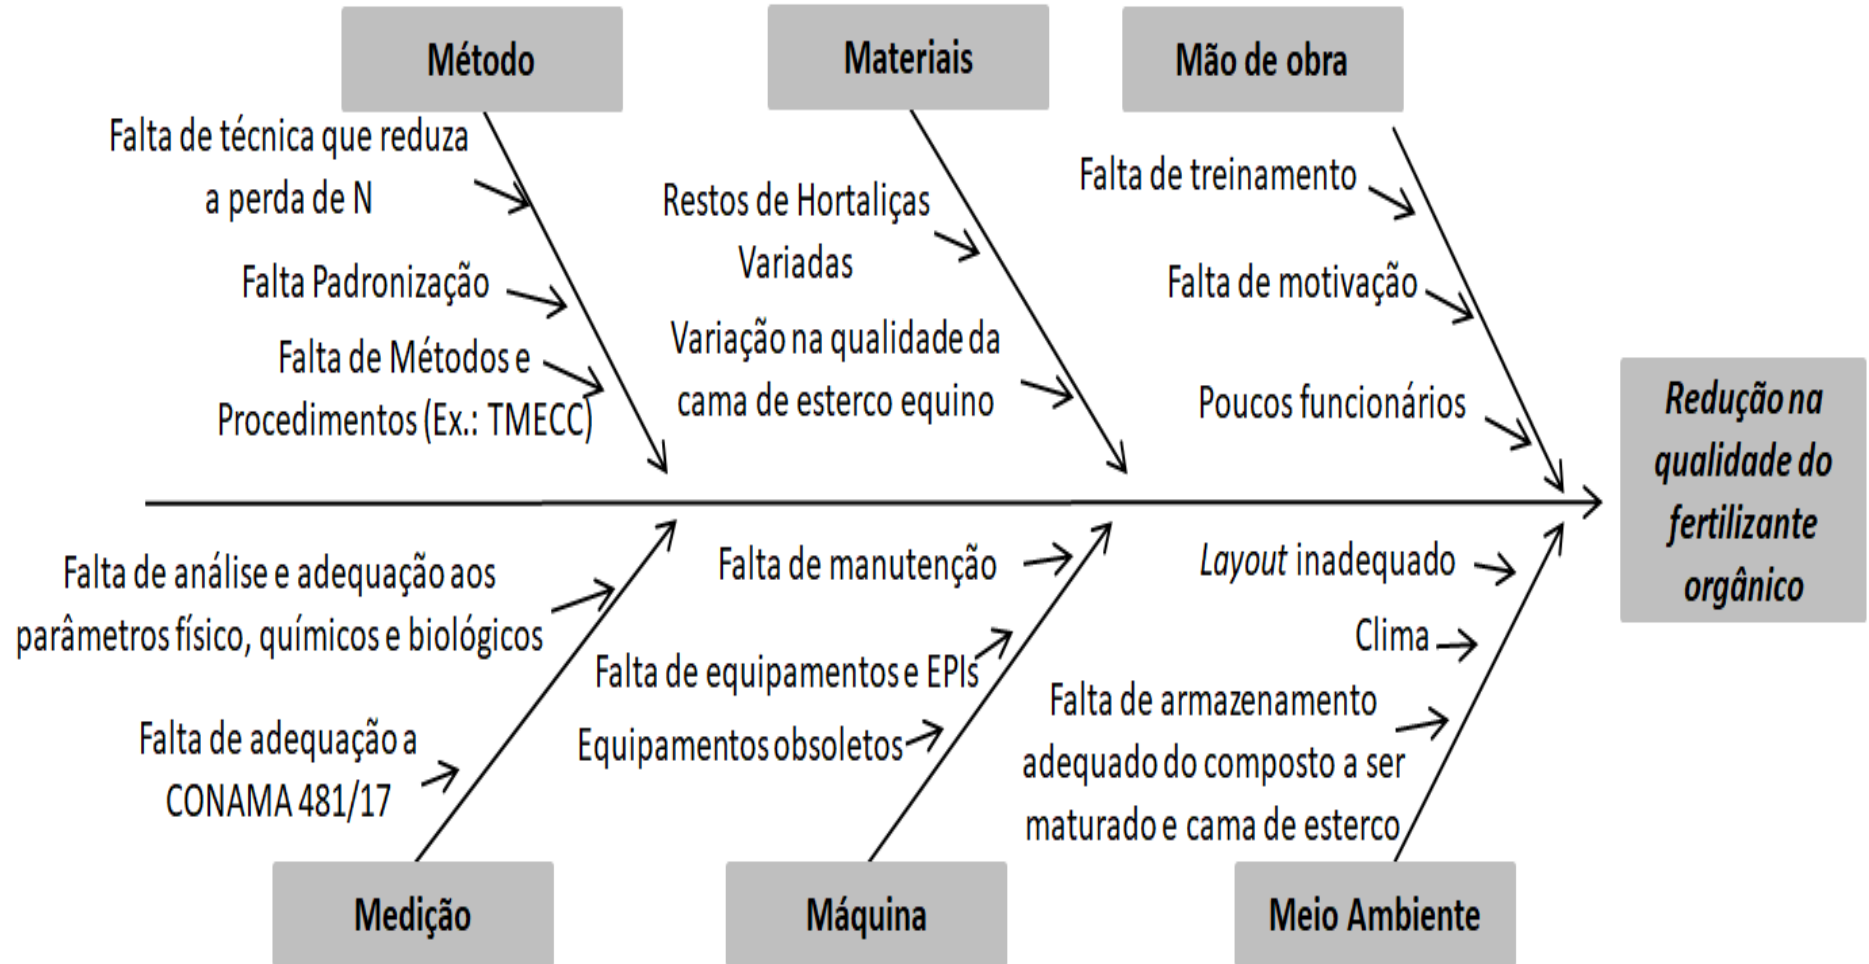 Método
Materiais
Mão de obra
Falta de técnica que reduza
a perda de N
Falta Padronização
Falta de Métodos e
Procedimentos (Ex.: TMECC)
Restos de Hortaliças
Variadas
Variação na qualidade da
cama de esterco equino
Falta de treinamento
Falta de motivação
Poucos funcionários
Redução na
qualidade do
fertilizante
orgânico
Falta de análise e adequação aos
parâmetros físico, químicos e biológicos
Falta de adequação a
CONAMA 481/17
Falta de manutenção
Falta de equipamentos e EPIs
Equipamentos obsoletos
Layout inadequado
Clima
Falta de armazenamento
adequado do composto a ser
maturado e cama de esterco
Medição
Máquina
Meio Ambiente